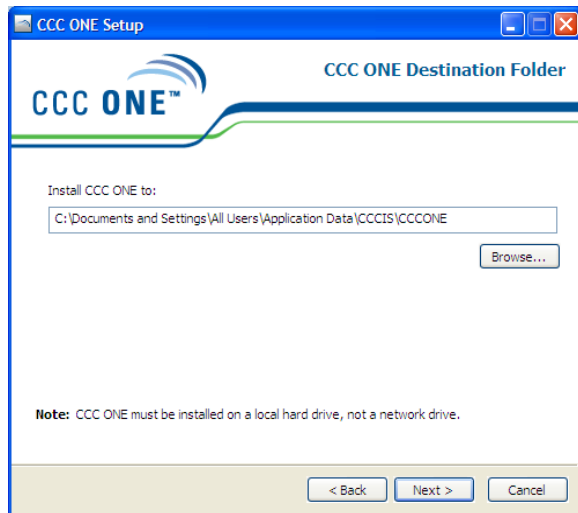 CCC ONE Setup
CCC ONE Destination Folder
CCC ONE™
Install CCC ONE to:
C:\Documents and Settings\All Users\Application Data\CCCIS\CCCONE
Browse...
Note: CCC ONE must be installed on a local hard drive, not a network drive.
< Back Next > Cancel